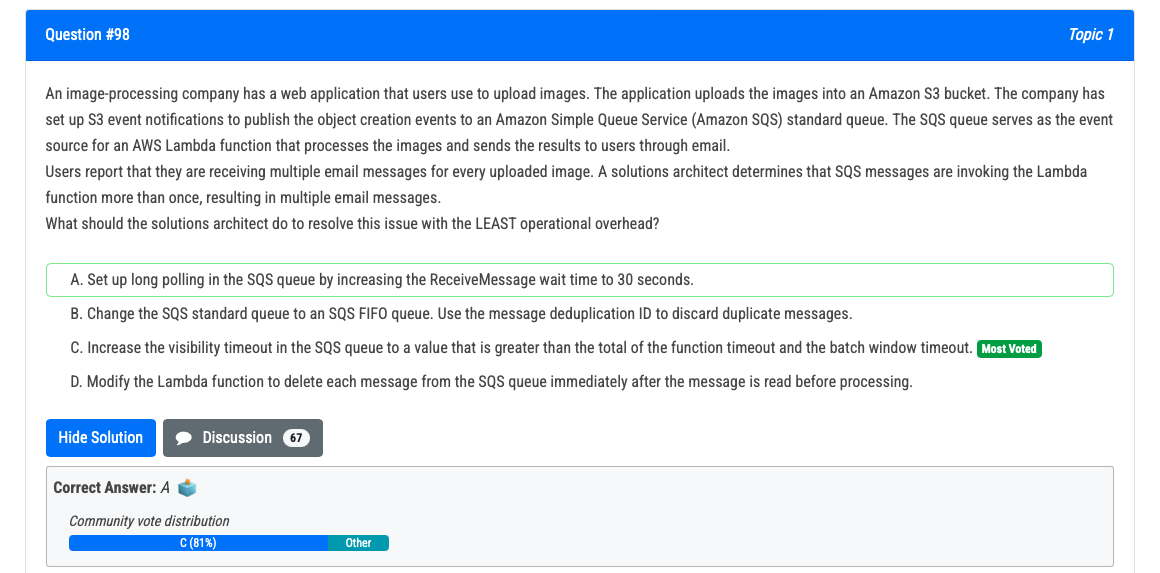 Question #98
Topic 1
An image-processing company has a web application that users use to upload images. The application uploads the images into an Amazon S3 bucket. The company has
set up S3 event notifications to publish the object creation events to an Amazon Simple Queue Service (Amazon SQS) standard queue. The SQS queue serves as the event
source for an AWS Lambda function that processes the images and sends the results to users through email.
Users report that they are receiving multiple email messages for every uploaded image. A solutions architect determines that SQS messages are invoking the Lambda
function more than once, resulting in multiple email messages.
What should the solutions architect do to resolve this issue with the LEAST operational overhead?
A. Set up long polling in the SQS queue by increasing the ReceiveMessage wait time to 30 seconds.
B. Change the SQS standard queue to an SQS FIFO queue. Use the message deduplication ID to discard duplicate messages.
C. Increase the visibility timeout in the SQS queue to a value that is greater than the total of the function timeout and the batch window timeout. Most Voted
D. Modify the Lambda function to delete each message from the SQS queue immediately after the message is read before processing.
Hide Solution Discussion 67
Correct Answer: A
Community vote distribution
C (81%) Other